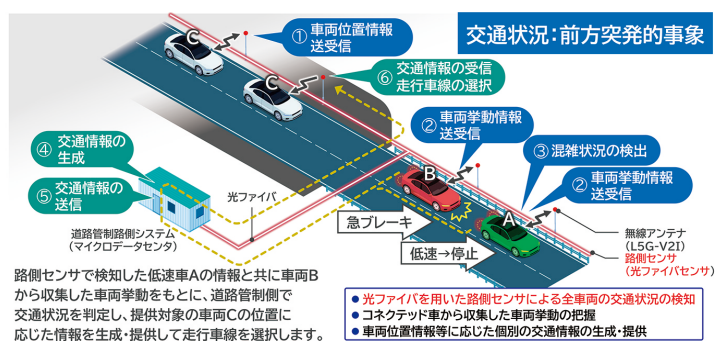 交通状況：前方突発的事象
① 車両位置情報
送受信
C
C
⑥ 交通情報の受信
走行車線の選択
② 車両挙動情報
送受信
③ 混雑状況の検出
② 車両挙動情報
送受信
④ 交通情報の
生成
⑤ 交通情報の
送信
光ファイバ
道路管制路側システム
（マイクロデータセンタ）
B
A
急ブレーキ
低速→停止
無線アンテナ
（L5G-V2I）
路側センサ
（光ファイバセンサ）
路側センサで検知した低速車Aの情報と共に車両B
から収集した車両挙動をもとに、道路管制側で
交通状況を判定し、提供対象の車両Cの位置に
応じた情報を生成・提供して走行車線を選択します。
● 光ファイバを用いた路側センサによる全車両の交通状況の検知
● コネクテッド車から収集した車両挙動の把握
● 車両位置情報等に応じた個別の交通情報の生成・提供